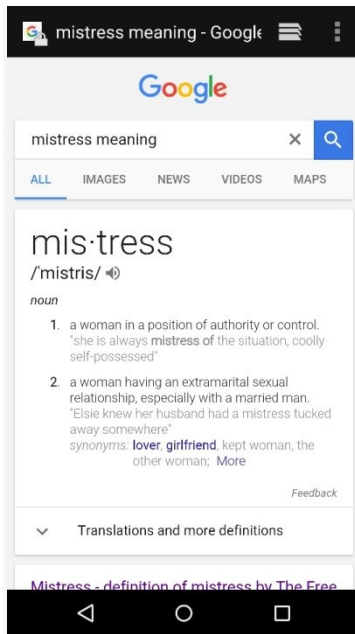 mistress meaning - Google
Google
mistress meaning
ALL IMAGES NEWS VIDEOS MAPS
mis·tress
/ˈmistris/
noun
1. a woman in a position of authority or control.
"she is always mistress of the situation, coolly
self-possessed"
2. a woman having an extramarital sexual
relationship, especially with a married man.
"Elsie knew her husband had a mistress tucked
away somewhere"
synonyms: lover, girlfriend, kept woman, the
other woman; More
Feedback
Translations and more definitions
Mistress - definition of mistress by The Free